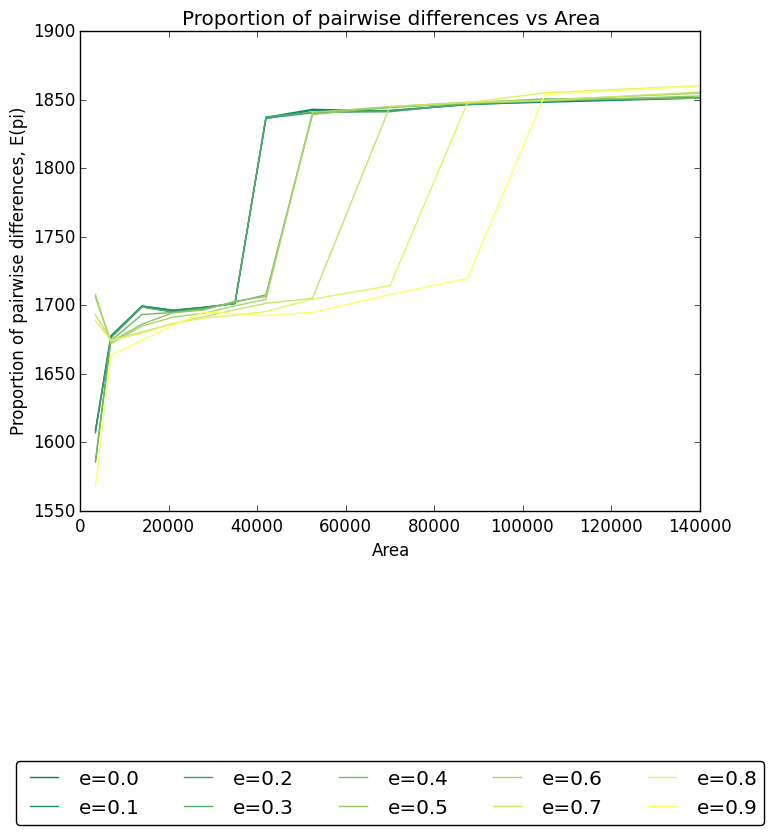 Proportion of pairwise differences vs Area
Proportion of pairwise differences, E(pi)
1900
1850
1800
1750
1700
1650
1600
1550
0 20000 40000 60000 80000 100000 120000 140000
Area
e=0.0 e=0.2 e=0.4 e=0.6 e=0.8
e=0.1 e=0.3 e=0.5 e=0.7 e=0.9